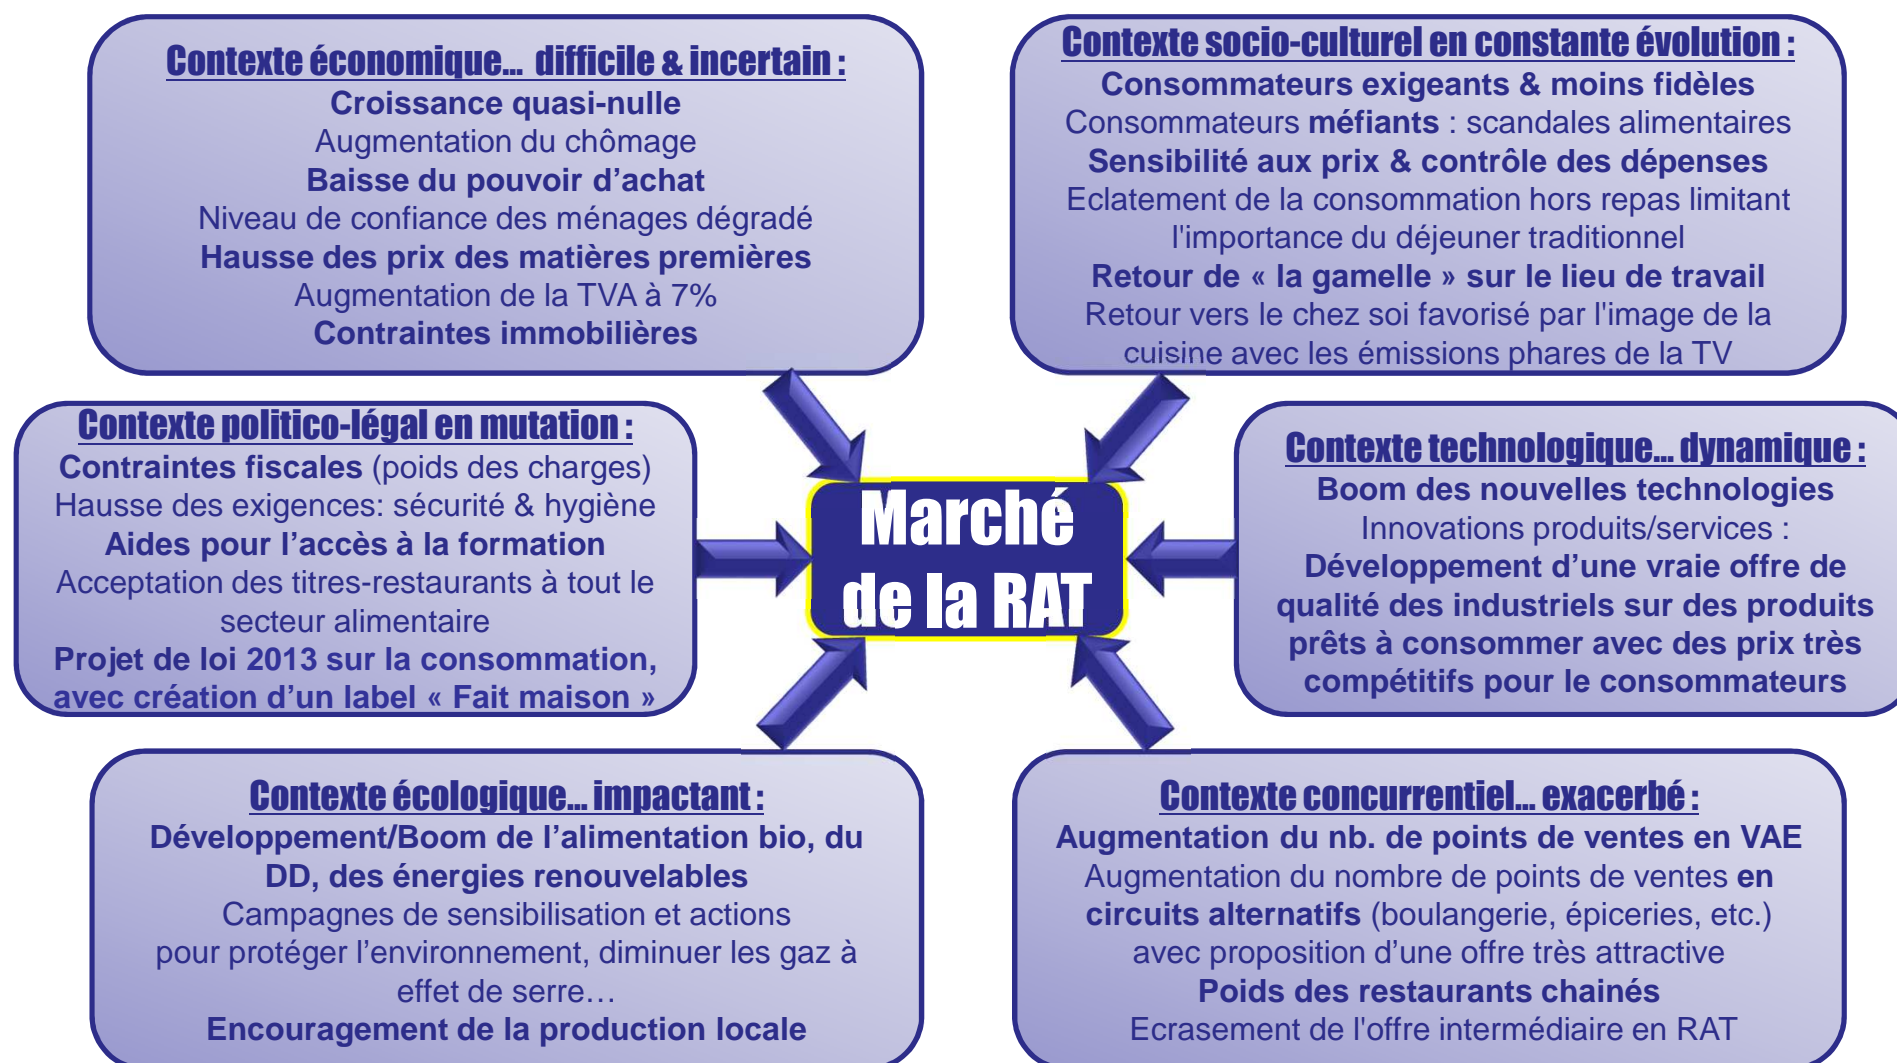 Contexte économique... difficile & incertain :
Croissance quasi-nulle
Augmentation du chômage
Baisse du pouvoir d'achat
Niveau de confiance des ménages dégradé
Hausse des prix des matières premières
Augmentation de la TVA à 7%
Contraintes immobilières
Contexte socio-culturel en constante évolution :
Consommateurs exigeants & moins fidèles
Consommateurs méfiants : scandales alimentaires
Sensibilité aux prix & contrôle des dépenses
Eclatement de la consommation hors repas limitant
l'importance du déjeuner traditionnel
Retour de « la gamelle » sur le lieu de travail
Retour vers le chez soi favorisé par l'image de la
cuisine avec les émissions phares de la TV
Contexte politico-légal en mutation :
Contraintes fiscales (poids des charges)
Hausse des exigences: sécurité & hygiène
Aides pour l'accès à la formation
Acceptation des titres-restaurants à tout le
secteur alimentaire
Projet de loi 2013 sur la consommation,
avec création d'un label « Fait maison »
Marché
de la RAT
Contexte technologique... dynamique :
Boom des nouvelles technologies
Innovations produits/services :
Développement d'une vraie offre de
qualité des industriels sur des produits
prêts à consommer avec des prix très
compétitifs pour le consommateurs
Contexte écologique... impactant :
Développement/Boom de l'alimentation bio, du
DD, des énergies renouvelables
Campagnes de sensibilisation et actions
pour protéger l'environnement, diminuer les gaz à
effet de serre…
Encouragement de la production locale
Contexte concurrentiel... exacerbé :
Augmentation du nb. de points de ventes en VAE
Augmentation du nombre de points de ventes en
circuits alternatifs (boulangerie, épiceries, etc.)
avec proposition d'une offre très attractive
Poids des restaurants chainés
Ecrasement de l'offre intermédiaire en RAT